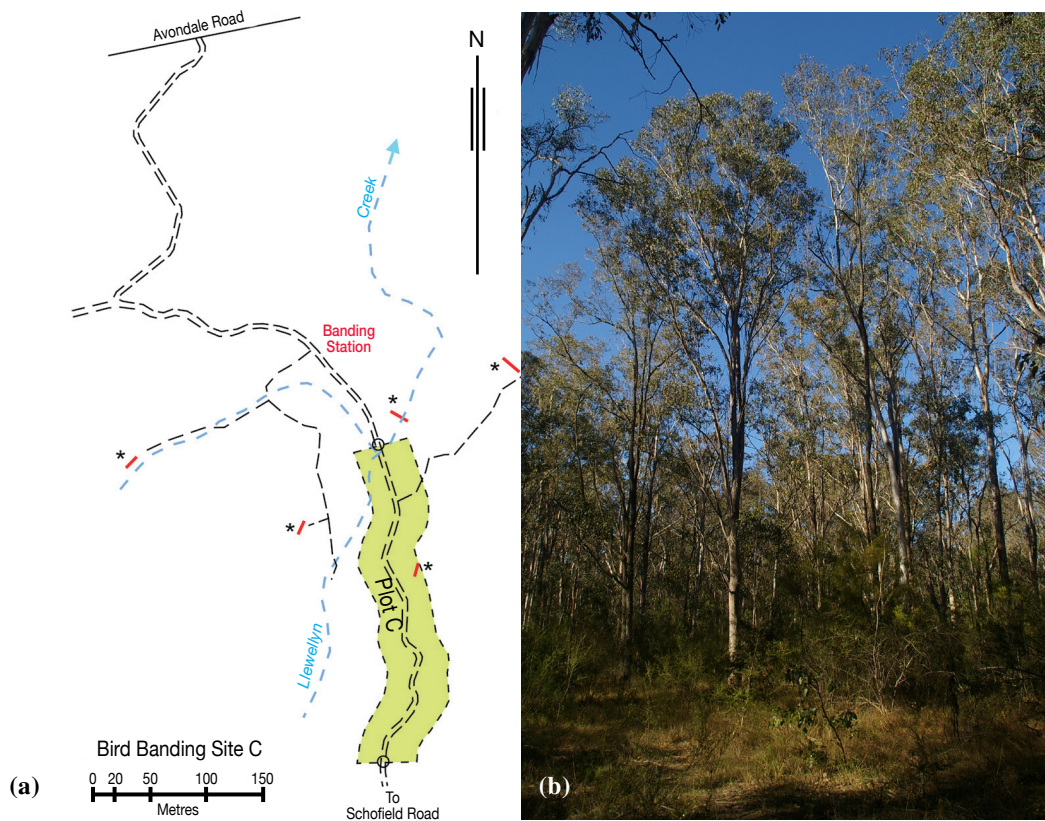 Avondale Road
N
Creek
Banding
Station
*
*
*
*
*
Plot C
Llewellyn
Bird Banding Site C
0 20 50 100 150
Metres
To
Schofield Road
(a)
(b)